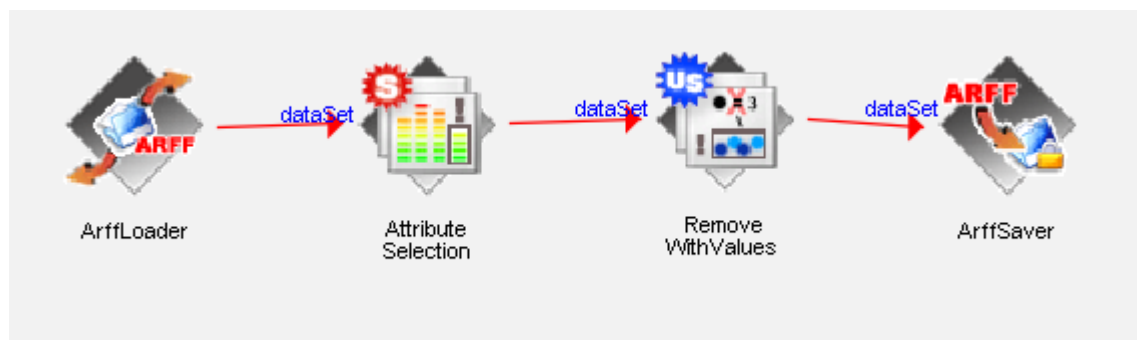 dataSet
dataSet
dataSet
ARFF
S
Us
ARFF
3
ArffLoader
Attribute
Selection
Remove
WithValues
ArffSaver